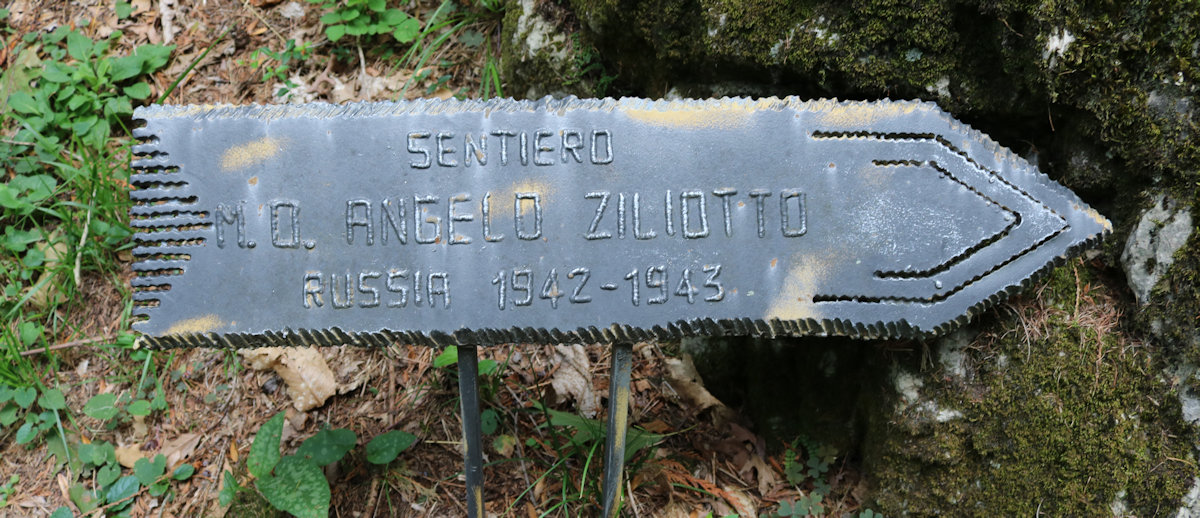 SENTIERO
M.O. ANGELO ZILIOTTO
RUSSIA 1942-1943